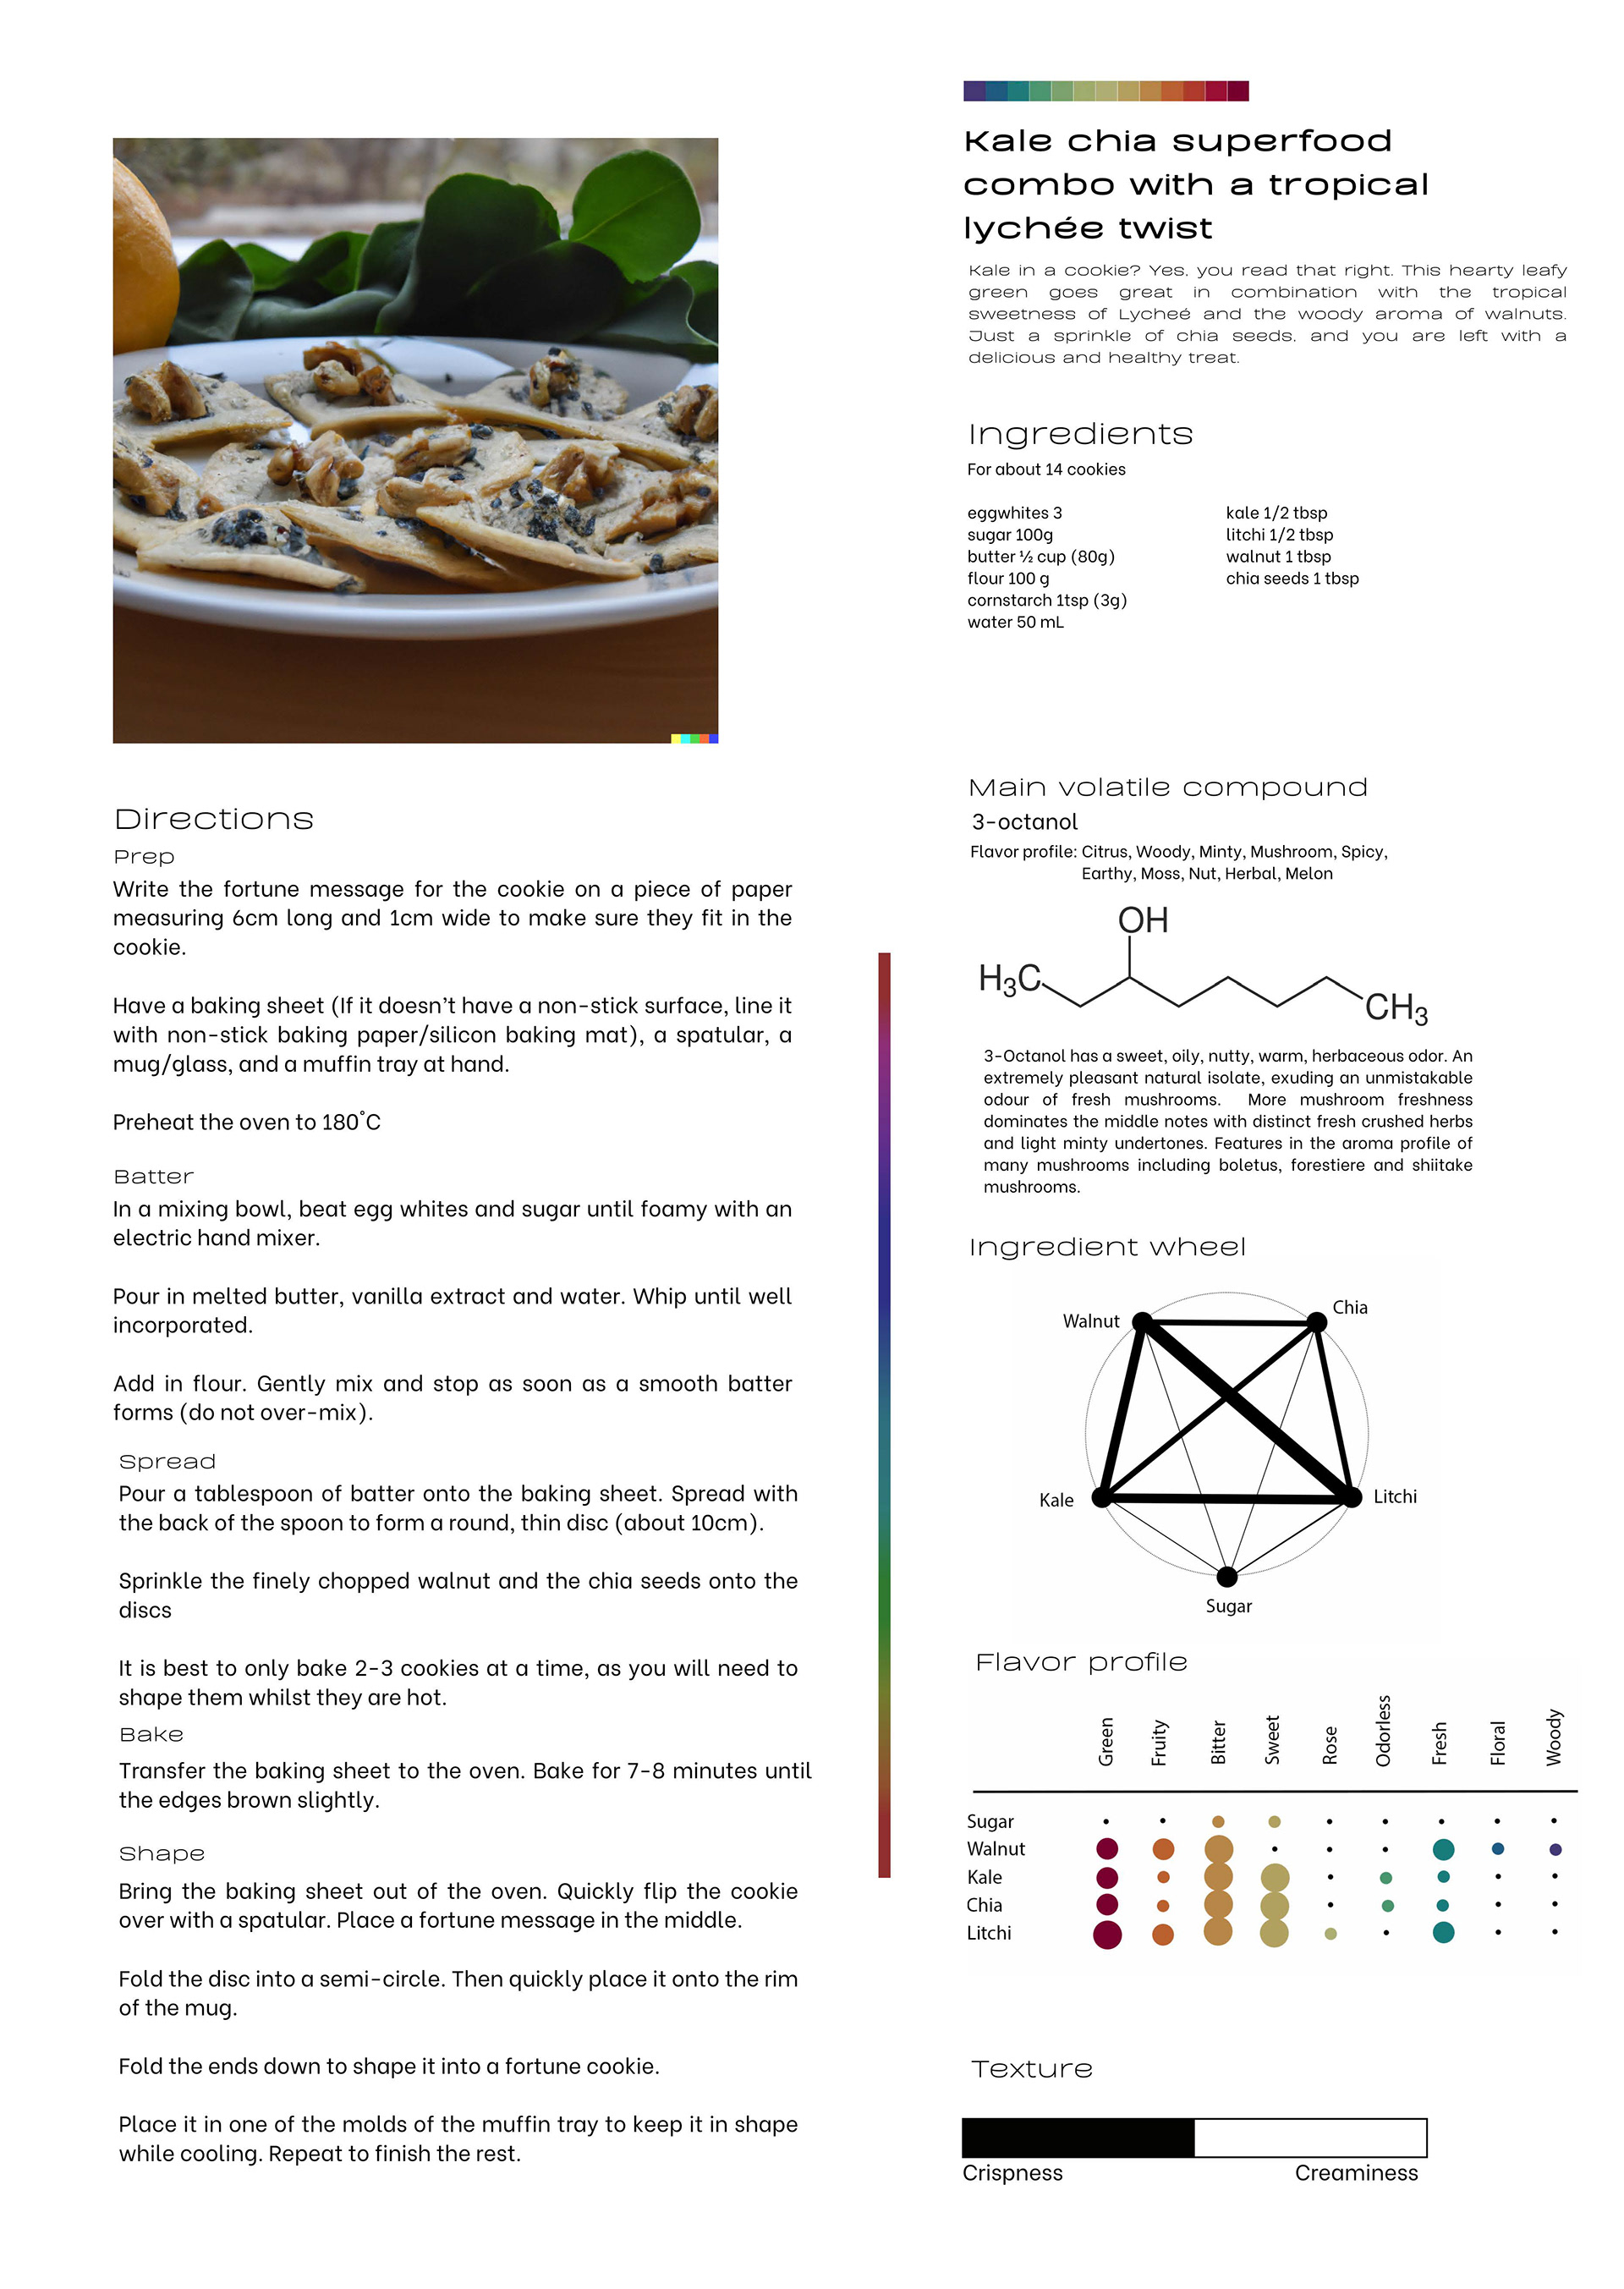 Kale chia superfood
combo with a tropical
lychée twist
Kale in a cookie? Yes, you read that right. This hearty leafy
green goes great in combination with the tropical
sweetness of Lycheé and the woody aroma of walnuts.
Just a sprinkle of chia seeds, and you are left with a
delicious and healthy treat.
Ingredients
For about 14 cookies
eggwhites 3
sugar 100g
butter ½ cup (80g)
flour 100 g
cornstarch 1tsp (3g)
water 50 mL
kale 1/2 tbsp
litchi 1/2 tbsp
walnut 1 tbsp
chia seeds 1 tbsp
Directions
Prep
Write the fortune message for the cookie on a piece of paper
measuring 6cm long and 1cm wide to make sure they fit in the
cookie.
Have a baking sheet (If it doesn't have a non-stick surface, line it
with non-stick baking paper/silicon baking mat), a spatular, a
mug/glass, and a muffin tray at hand.
Preheat the oven to 180°C
Batter
In a mixing bowl, beat egg whites and sugar until foamy with an
electric hand mixer.
Pour in melted butter, vanilla extract and water. Whip until well
incorporated.
Add in flour. Gently mix and stop as soon as a smooth batter
forms (do not over-mix).
Spread
Pour a tablespoon of batter onto the baking sheet. Spread with
the back of the spoon to form a round, thin disc (about 10cm).
Sprinkle the finely chopped walnut and the chia seeds onto the
discs
It is best to only bake 2-3 cookies at a time, as you will need to
shape them whilst they are hot.
Bake
Transfer the baking sheet to the oven. Bake for 7-8 minutes until
the edges brown slightly.
Shape
Bring the baking sheet out of the oven. Quickly flip the cookie
over with a spatular. Place a fortune message in the middle.
Fold the disc into a semi-circle. Then quickly place it onto the rim
of the mug.
Fold the ends down to shape it into a fortune cookie.
Place it in one of the molds of the muffin tray to keep it in shape
while cooling. Repeat to finish the rest.
Main volatile compound
3-octanol
Flavor profile: Citrus, Woody, Minty, Mushroom, Spicy,
Earthy, Moss, Nut, Herbal, Melon
OH
H3C
CH3
3-Octanol has a sweet, oily, nutty, warm, herbaceous odor. An
extremely pleasant natural isolate, exuding an unmistakable
odour of fresh mushrooms. More mushroom freshness
dominates the middle notes with distinct fresh crushed herbs
and light minty undertones. Features in the aroma profile of
many mushrooms including boletus, forestiere and shiitake
mushrooms.
Ingredient wheel
Walnut
Chia
Kale
Litchi
Sugar
Flavor profile
Green Fruity Bitter Sweet Rose Odorless Fresh Floral Woody
Sugar
Walnut
Kale
Chia
Litchi
Texture
Crispness
Creaminess